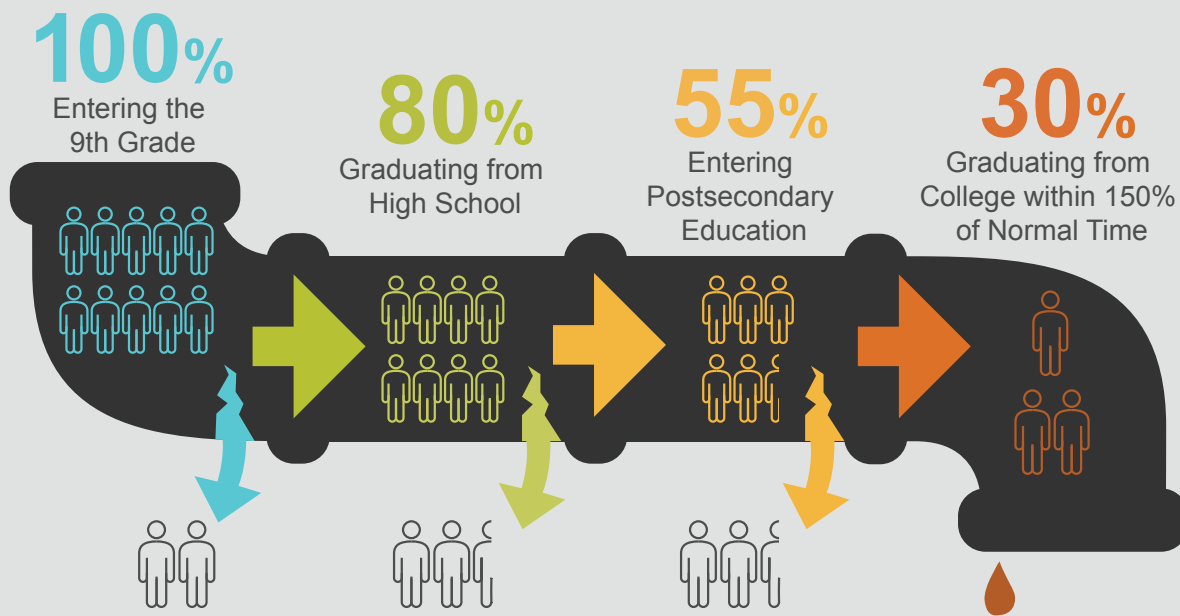 100%
Entering the
9th Grade
80%
Graduating from
High School
55%
Entering
Postsecondary
Education
30%
Graduating from
College within 150%
of Normal Time